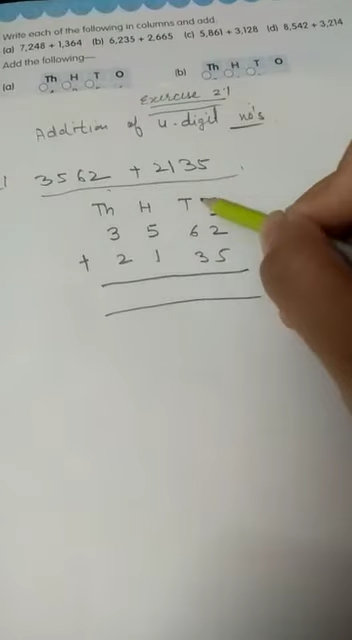 Write each of the following in columns and add.
(a) 7,248 + 1,364 (b) 6,235 + 2,665 (c) 5,861 + 3,128 (d) 8,542 + 3,214
Add the following—
(a) Th H T O (b) Th H T O
Exercise 2.1
Addition of 4-digit no's
1 3562 + 2135
Th H T
3 5 6 2
+ 2 1 3 5